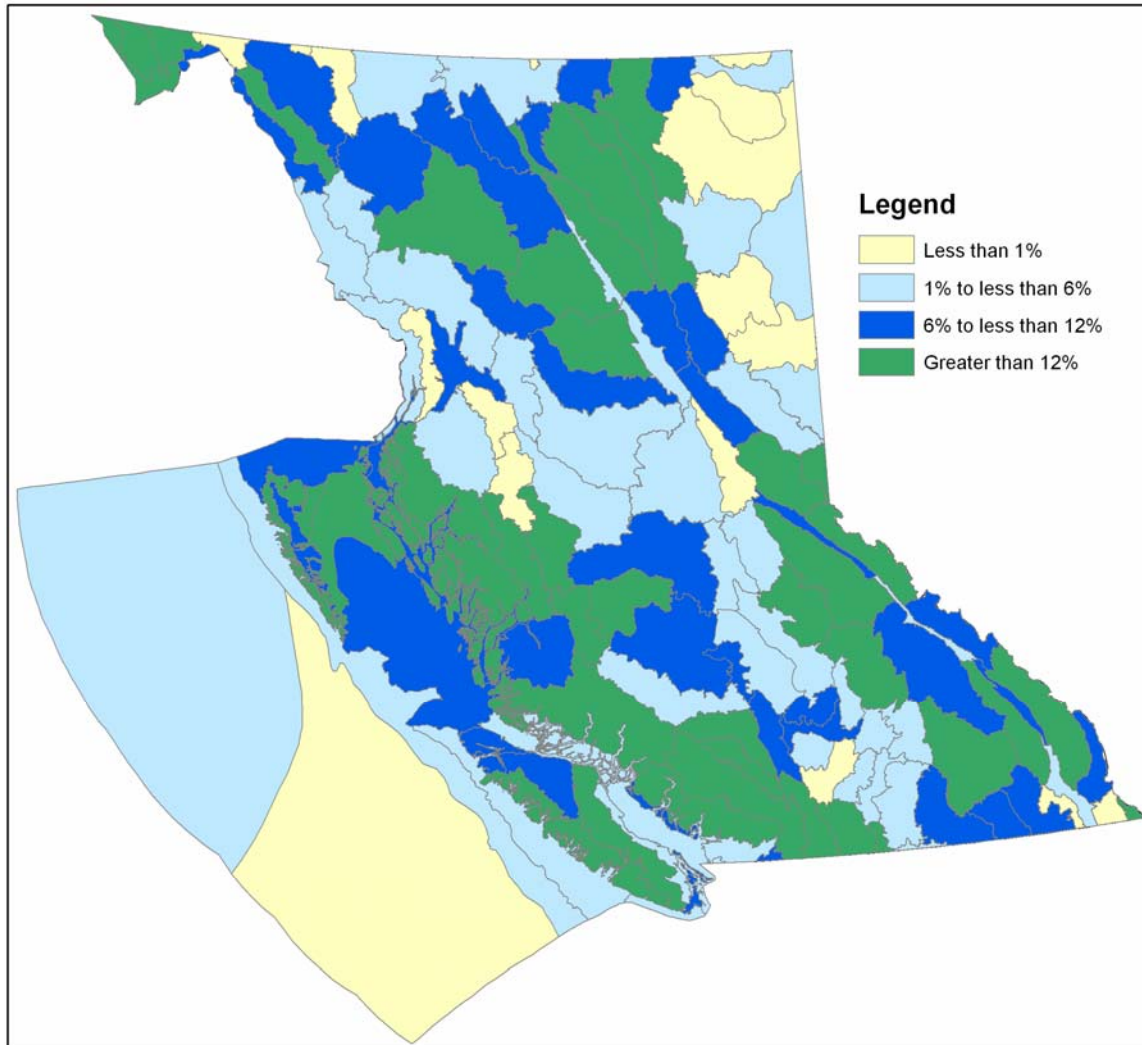 Legend
Less than 1%
1% to less than 6%
6% to less than 12%
Greater than 12%